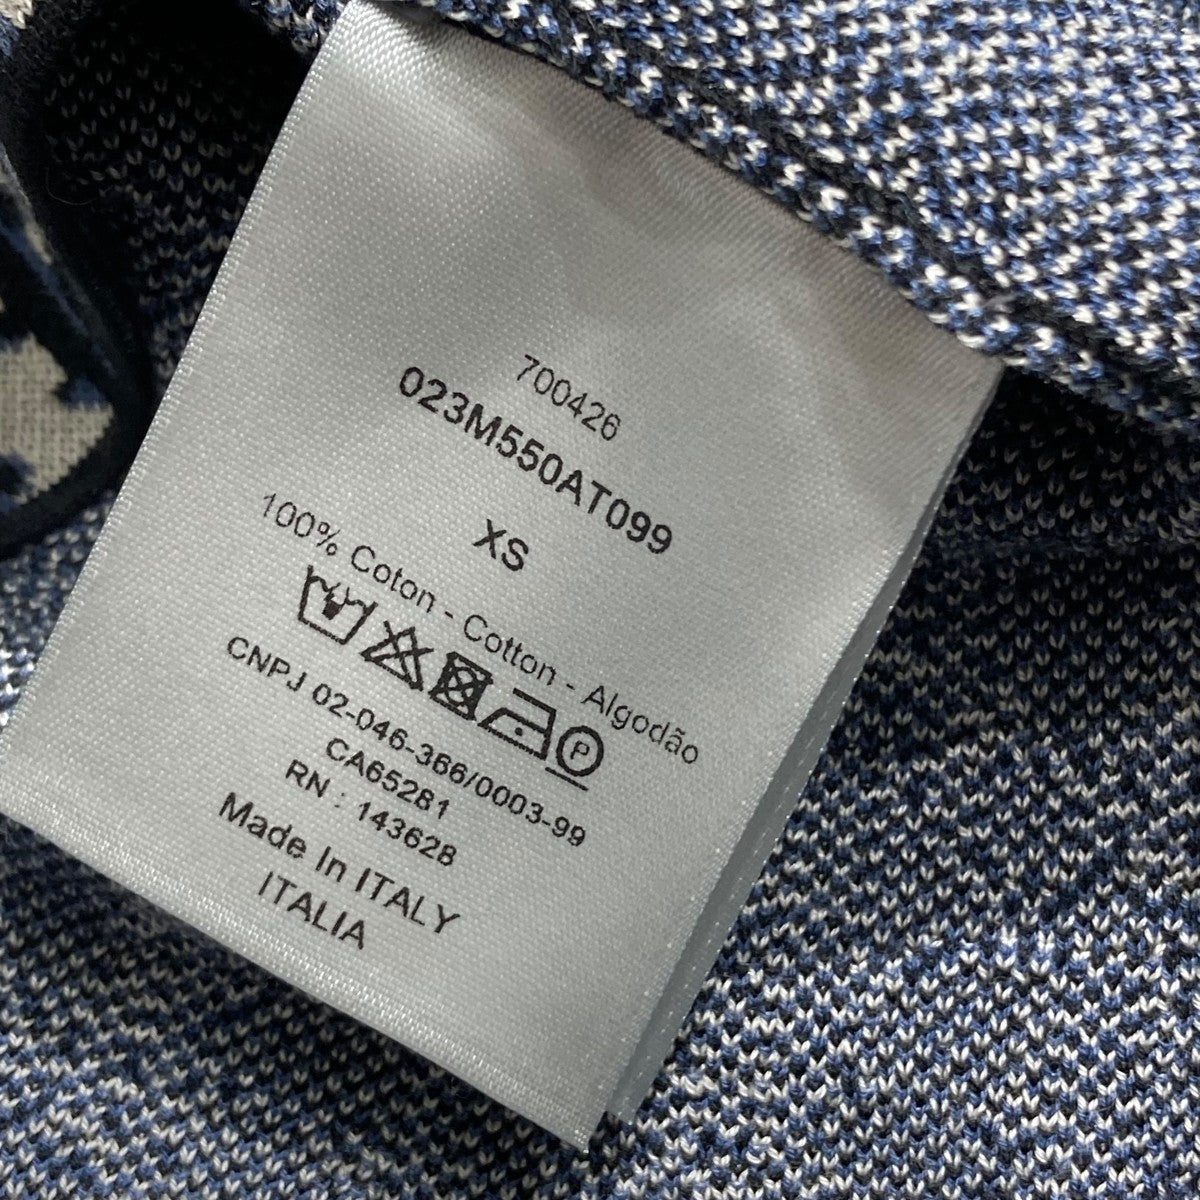 700426
023M550AT099
XS
100% Coton - Cotton - Algodão
P
CNPJ 02-046-366/0003-99
CA65281
RN : 143628
Made In ITALY
ITALIA